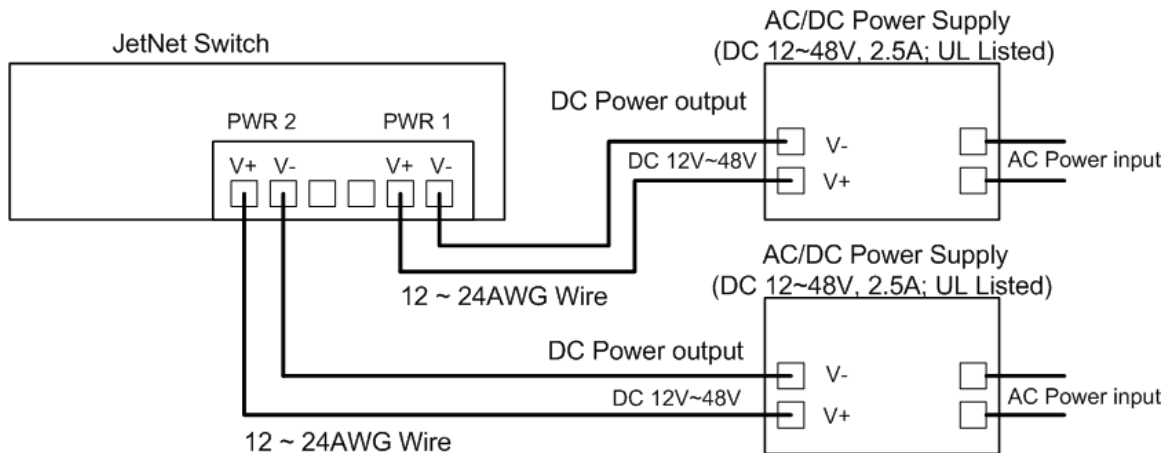 AC/DC Power Supply
(DC 12~48V, 2.5A; UL Listed)
JetNet Switch
DC Power output
PWR 2
PWR 1
V+
V-
V+
V-
DC 12V~48V
V-
V+
AC Power input
12 ~ 24AWG Wire
AC/DC Power Supply
(DC 12~48V, 2.5A; UL Listed)
DC Power output
DC 12V~48V
V-
V+
AC Power input
12 ~ 24AWG Wire